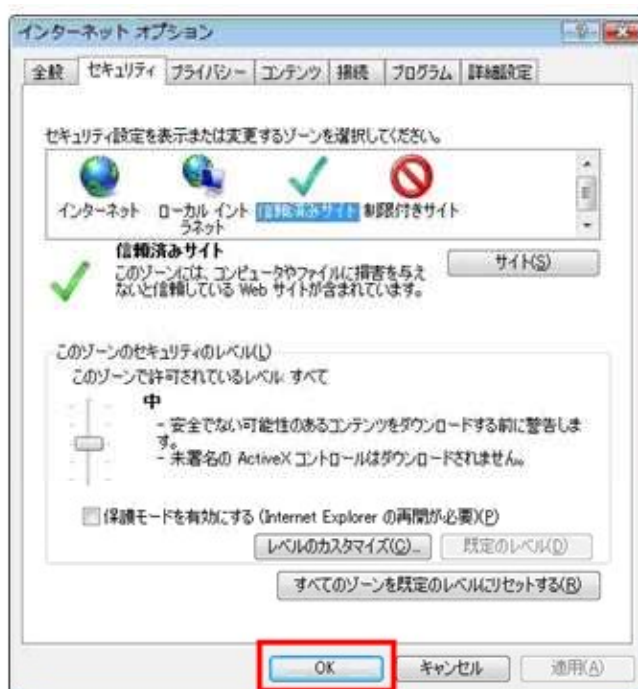 インターネット オプション
全般 セキュリティ プライバシー コンテンツ 接続 プログラム 詳細設定
セキュリティ設定を表示または変更するゾーンを選択してください。
インターネット ローカル イントラネット 信頼済みサイト 制限付きサイト
信頼済みサイト
このゾーンには、コンピュータやファイルに損害を与え
ないと信頼している Web サイトが含まれています。
サイト(S)
このゾーンのセキュリティのレベル(L)
このゾーンで許可されているレベル: すべて
中
- 安全でない可能性のあるコンテンツをダウンロードする前に警告しま
す。
- 未署名の ActiveX コントロールはダウンロードされません。
保護モードを有効にする (Internet Explorer の再開が必要)(P)
レベルのカスタマイズ(C)... 既定のレベル(D)
すべてのゾーンを既定のレベルにリセットする(R)
OK キャンセル 適用(A)